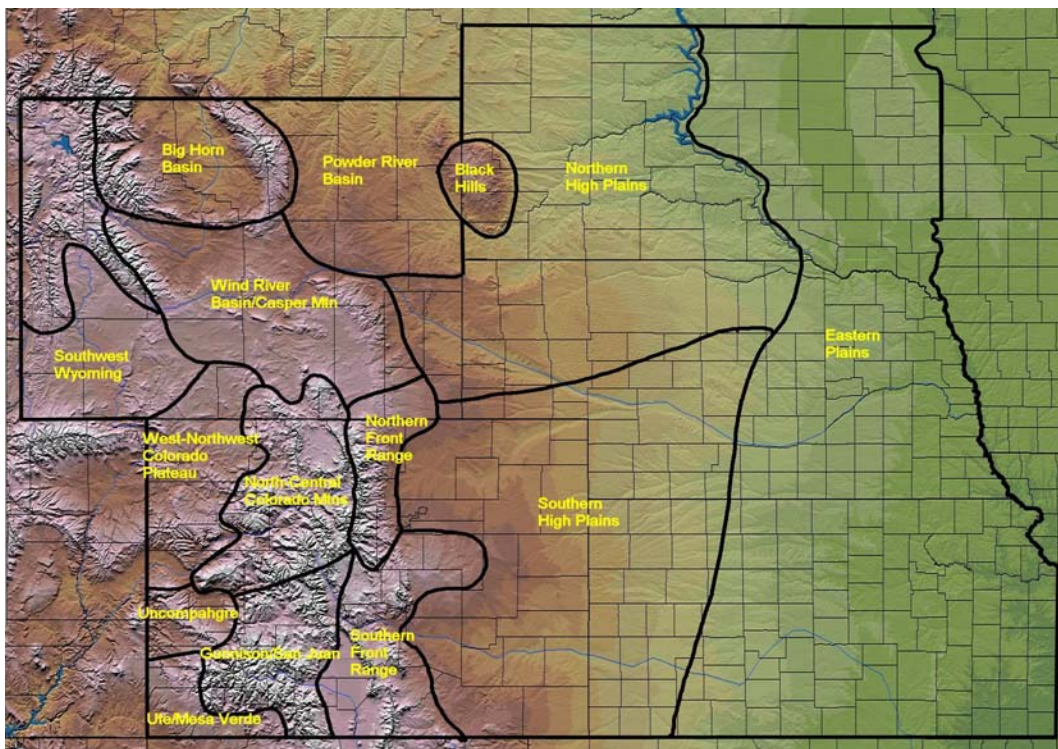 Big Horn
Basin
Powder River
Basin
Black
Hills
Northern
High Plains
Wind River
Basin/Casper Mtn
Southwest
Wyoming
Eastern
Plains
West-Northwest
Colorado
Plateau
Northern
Front
Range
North-Central
Colorado Mtns
Southern
High Plains
Uncompahgre
Gunnison/San Juan
Southern
Front
Range
Ute/Mesa Verde